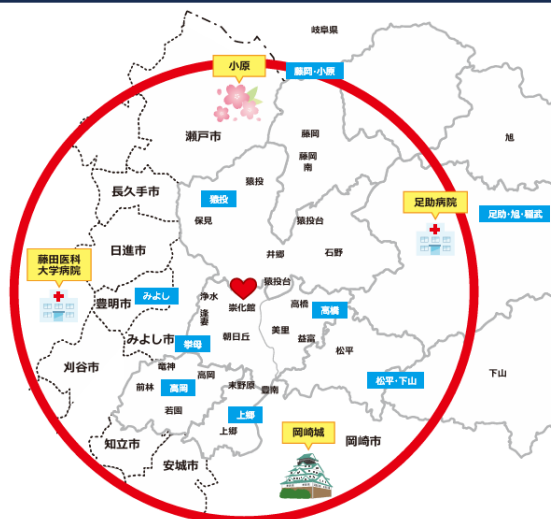 岐阜県
小原
藤岡・小原
瀬戸市
藤岡
藤岡
南
旭
長久手市
猿投
猿投
保見
足助病院
足助・旭・稲武
猿投台
日進市
井郷
石野
藤田医科
大学病院
猿投台
豊明市
みよし
浄水
逢妻
崇化館
高橋
高橋
美里
益富
みよし市
挙母
朝日丘
松平
刈谷市
竜神
高岡
前林
高岡
末野原
豊南
松平・下山
下山
若園
上郷
上郷
岡崎城
岡崎市
知立市
安城市